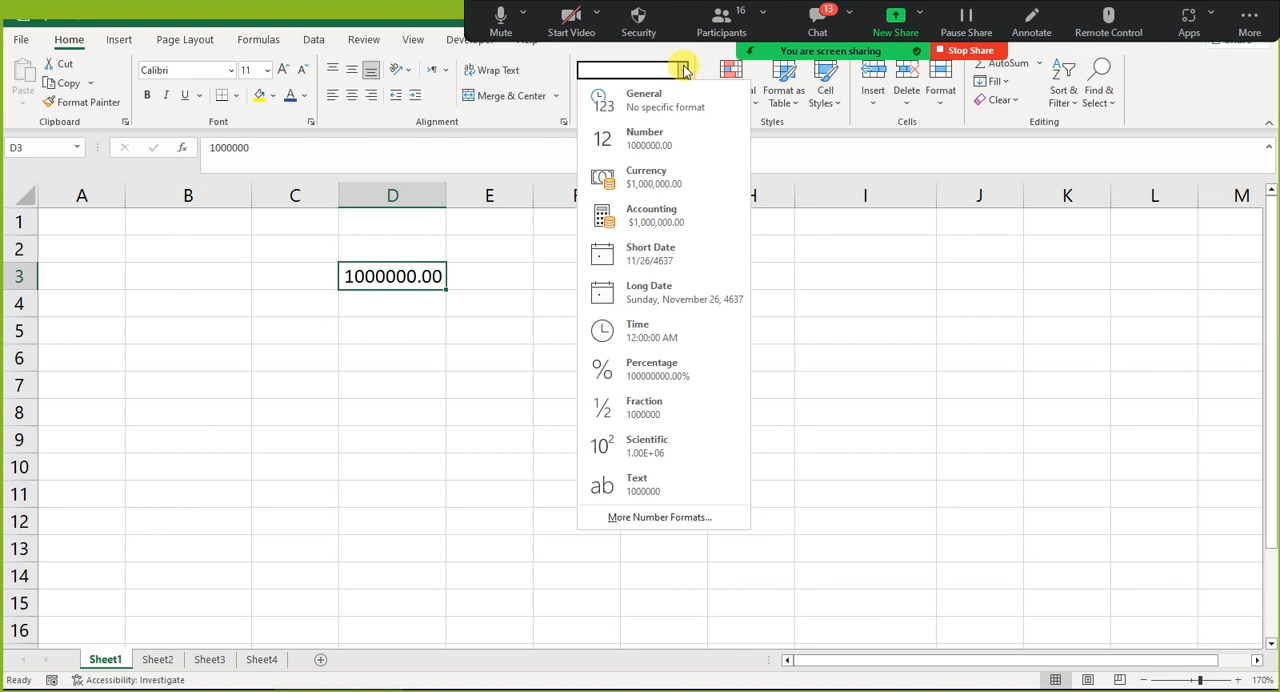 Mute
Start Video
Security
Participants
16
Chat
13
New Share
Pause Share
Annotate
Remote Control
Apps
More
You are screen sharing
Stop Share
File
Home
Insert
Page Layout
Formulas
Data
Review
View
Paste
Cut
Copy
Format Painter
Clipboard
Calibri
11
B I U
Font
Wrap Text
Merge & Center
Alignment
Format as
Table
Cell
Styles
Styles
Insert
Delete
Format
Cells
AutoSum
Fill
Clear
Sort &
Filter
Find &
Select
Editing
D3
fx
1000000
General
No specific format
Number
1000000.00
Currency
$1,000,000.00
Accounting
$1,000,000.00
Short Date
11/26/4637
Long Date
Sunday, November 26, 4637
Time
12:00:00 AM
Percentage
100000000.00%
Fraction
1000000
Scientific
1.00E+06
Text
1000000
More Number Formats...
A B C D E H I J K L M
1
2
3
1000000.00
4
5
6
7
8
9
10
11
12
13
14
15
16
Sheet1
Sheet2
Sheet3
Sheet4
Ready
Accessibility: Investigate
170%